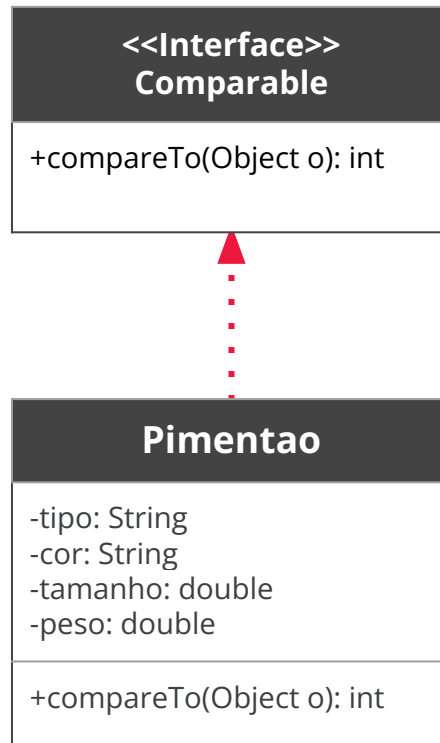 <<Interface>>
Comparable
+compareTo(Object o): int
Pimentao
-tipo: String
-cor: String
-tamanho: double
-peso: double
+compareTo(Object o): int